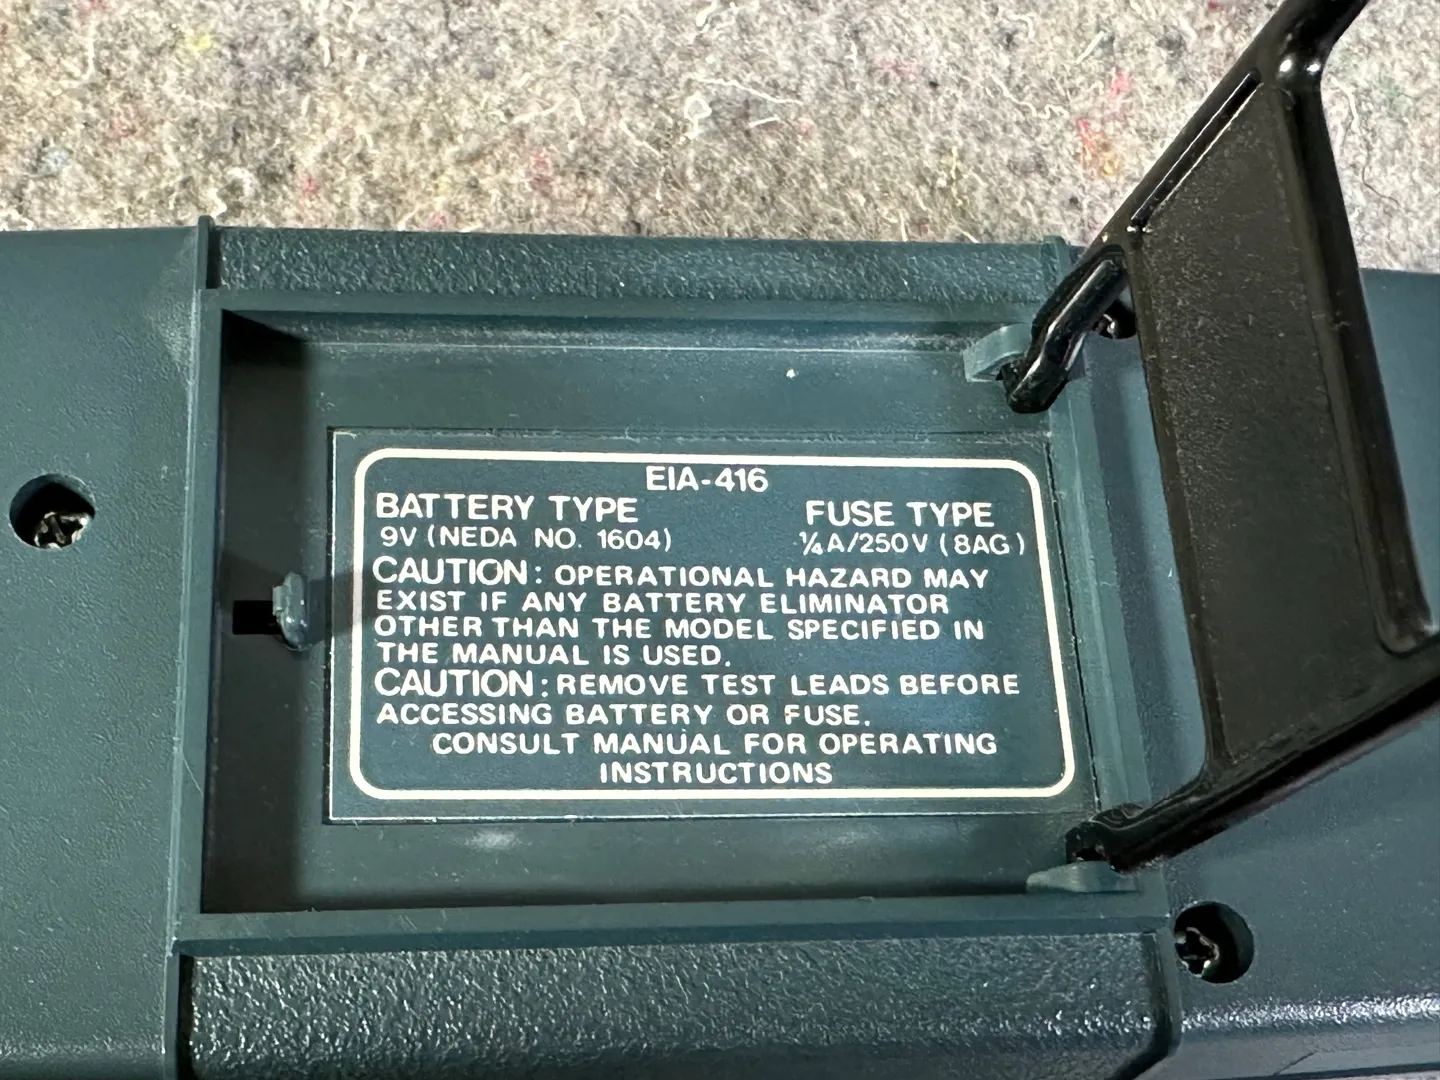 EIA-416
BATTERY TYPE FUSE TYPE
9V (NEDA NO. 1604) ¼A/250V (8AG)
CAUTION: OPERATIONAL HAZARD MAY
EXIST IF ANY BATTERY ELIMINATOR
OTHER THAN THE MODEL SPECIFIED IN
THE MANUAL IS USED.
CAUTION: REMOVE TEST LEADS BEFORE
ACCESSING BATTERY OR FUSE.
CONSULT MANUAL FOR OPERATING
INSTRUCTIONS